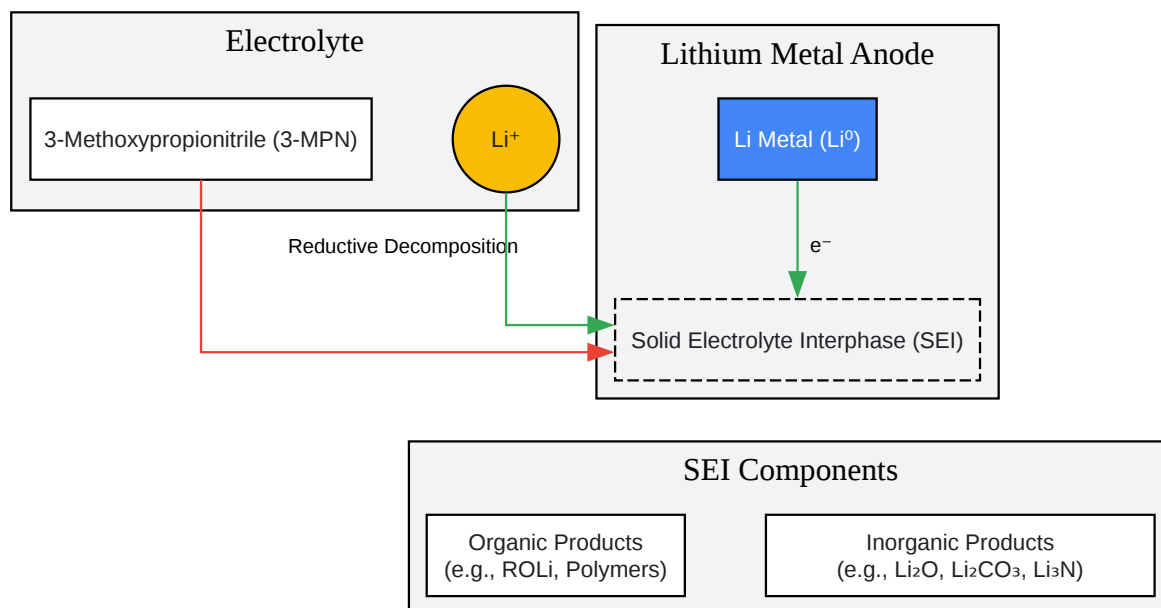 Electrolyte
Lithium Metal Anode
3-Methoxypropionitrile (3-MPN)
Li⁺
Li Metal (Li⁰)
Reductive Decomposition
e⁻
Solid Electrolyte Interphase (SEI)
SEI Components
Organic Products
(e.g., ROLi, Polymers)
Inorganic Products
(e.g., Li₂O, Li₂CO₃, Li₃N)